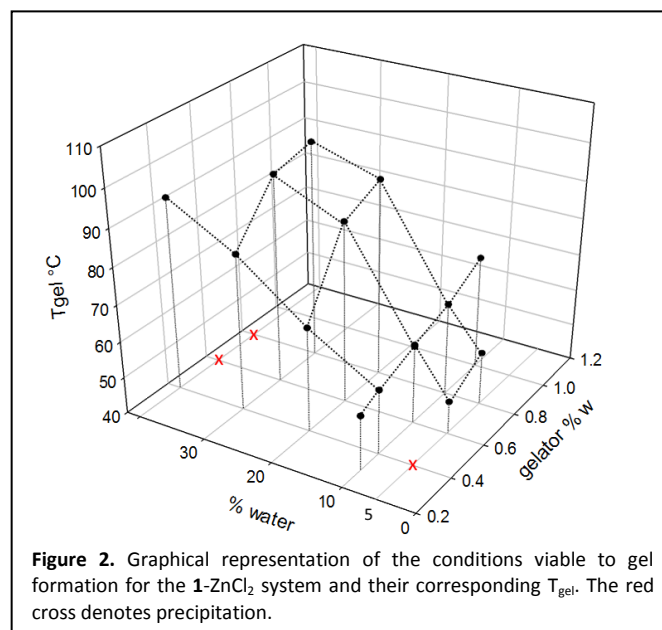 110
100
90
80
70
60
50
40
Tgel °C
40
30
20
10
5
0
% water
0.2
0.4
0.6
0.8
1.0
1.2
gelator % w
X
X
X
Figure 2. Graphical representation of the conditions viable to gel
formation for the 1-ZnCl₂ system and their corresponding Tgel. The red
cross denotes precipitation.